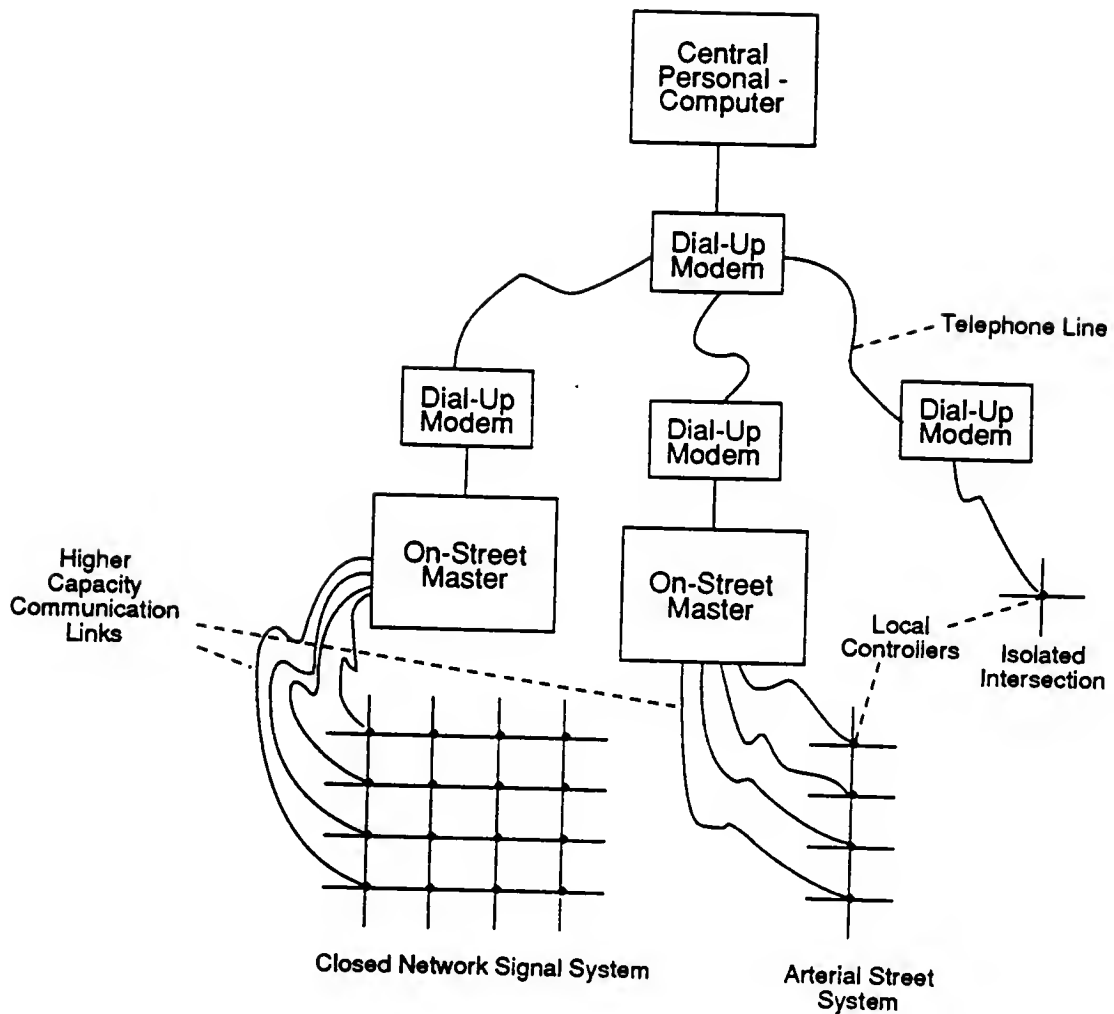 Central
Personal -
Computer
Dial-Up
Modem
Telephone Line
Dial-Up
Modem
Dial-Up
Modem
Dial-Up
Modem
On-Street
Master
On-Street
Master
Higher
Capacity
Communication
Links
Local
Controllers
Isolated
Intersection
Closed Network Signal System
Arterial Street
System